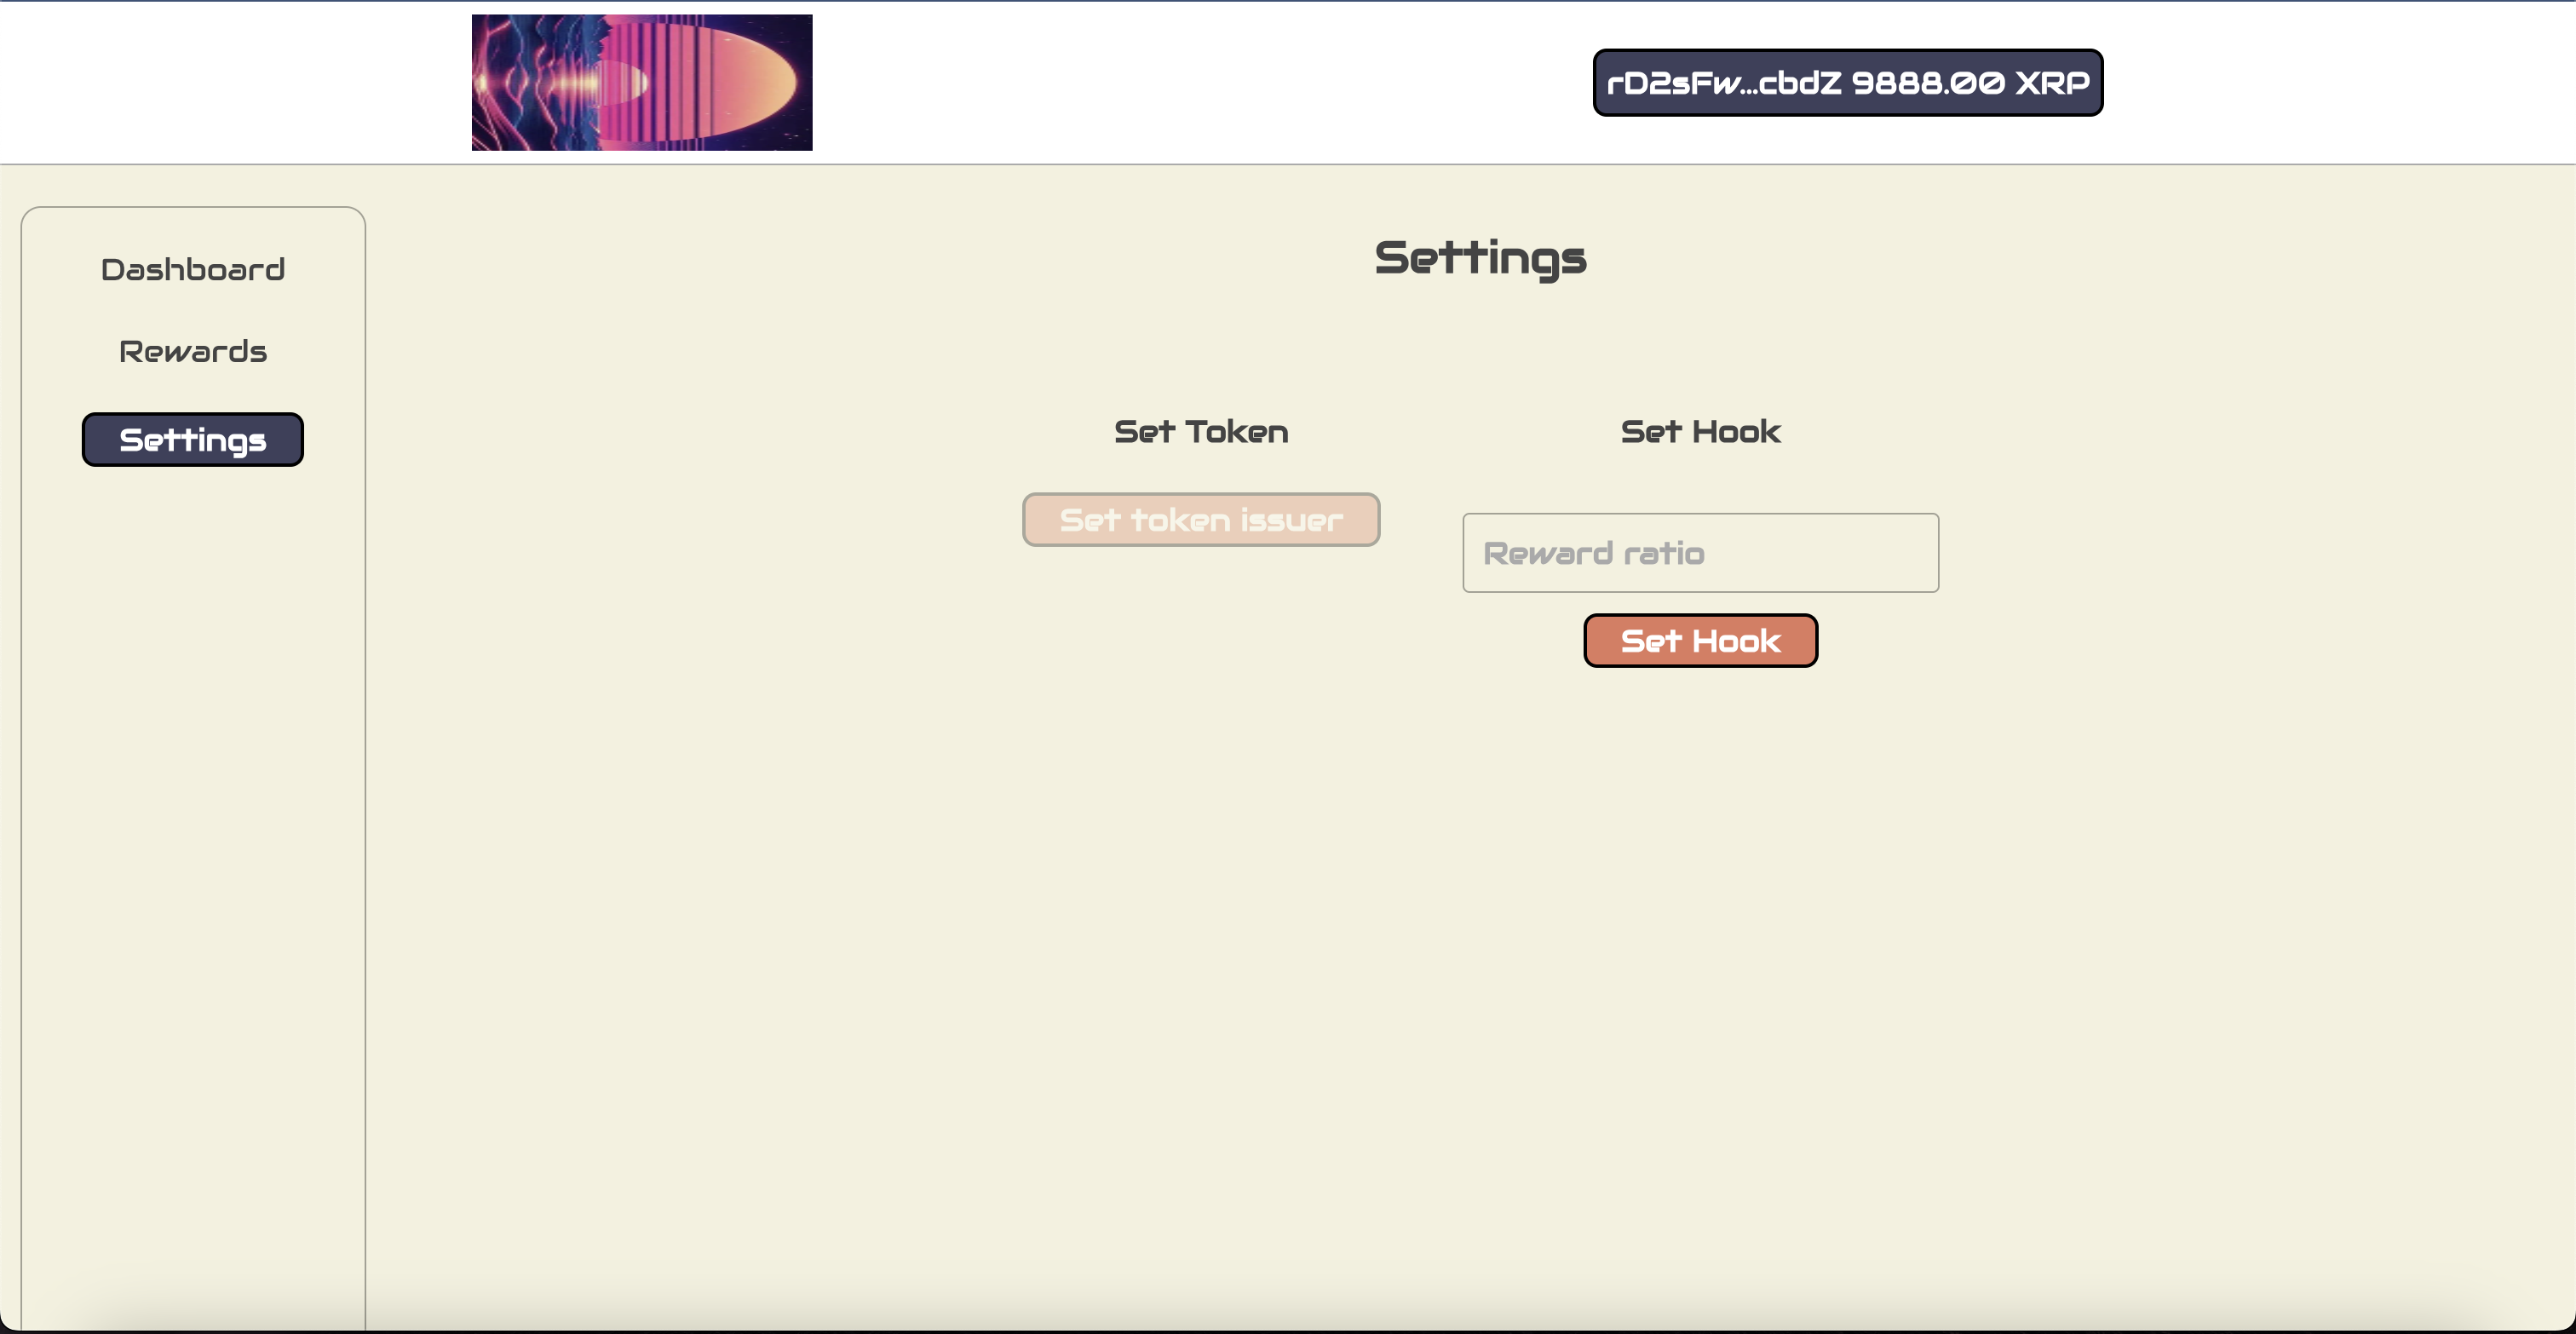 rD2sFw...cbdZ 9888.00 XRP
Dashboard
Rewards
Settings
Settings
Set Token
Set token issuer
Set Hook
Reward ratio
Set Hook